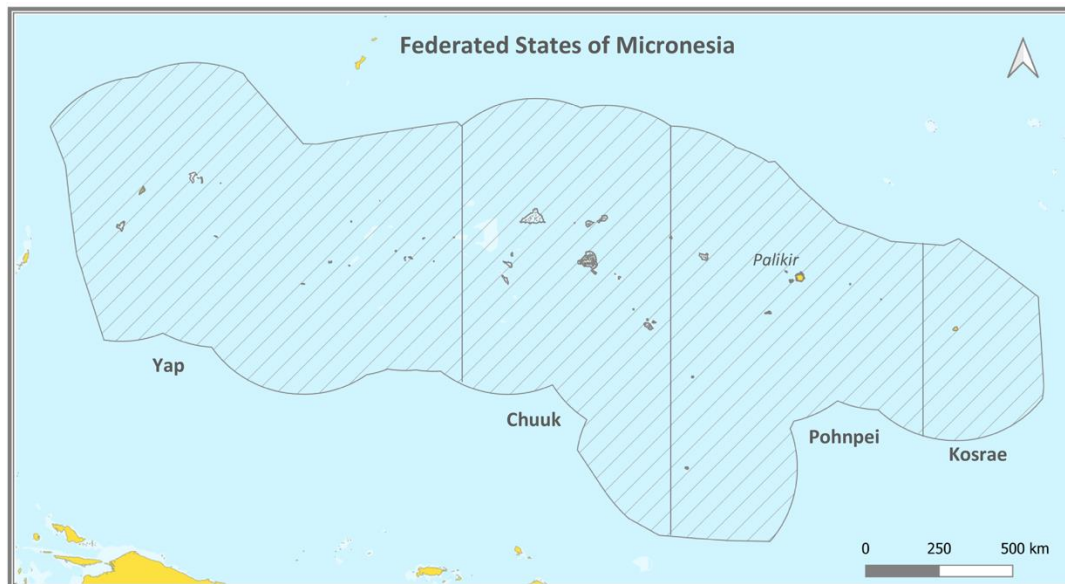 Federated States of Micronesia
Palikir
Yap
Chuuk
Pohnpei
Kosrae
0 250 500 km